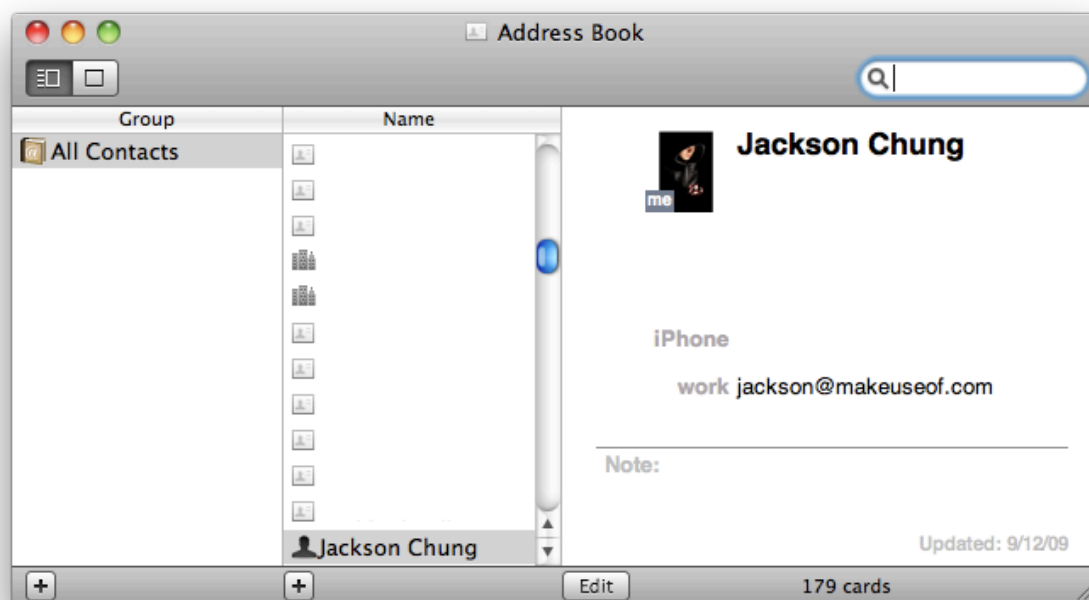 Address Book
Group
Name
All Contacts
Jackson Chung
me
iPhone
work jackson@makeuseof.com
Note:
Updated: 9/12/09
Jackson Chung
Edit
179 cards